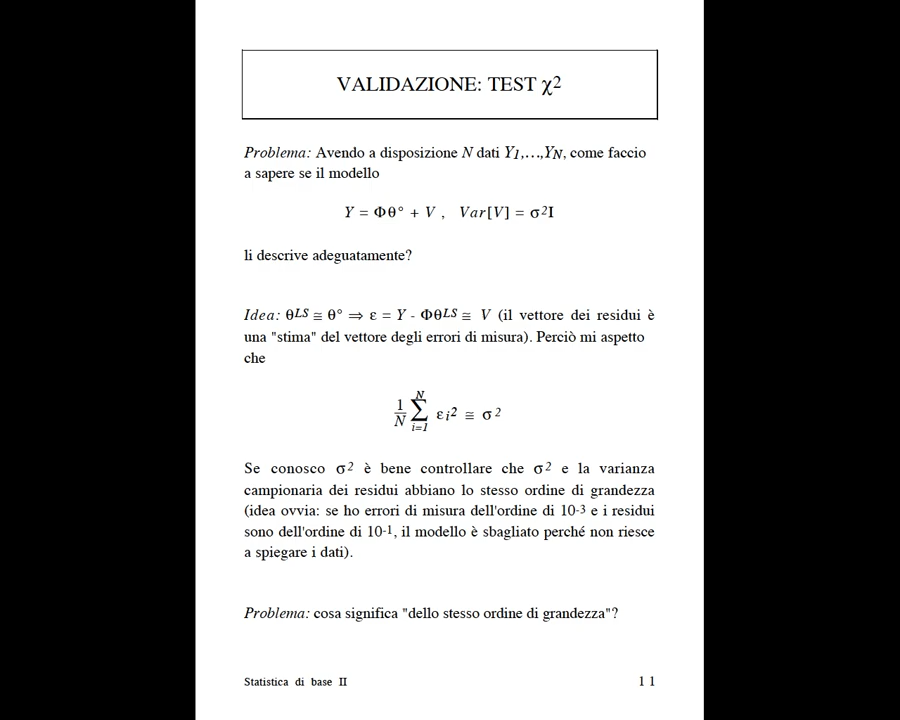 VALIDAZIONE: TEST χ2
Problema: Avendo a disposizione N dati Y1,…,YN, come faccio
a sapere se il modello
Y = Φθ° + V , Var[V] = σ2I
li descrive adeguatamente?
Idea: θLS ≅ θ° ⇒ ε = Y - ΦθLS ≅ V (il vettore dei residui è
una "stima" del vettore degli errori di misura). Perciò mi aspetto
che
1/N ∑i=1N εi2 ≅ σ2
Se conosco σ2 è bene controllare che σ2 e la varianza
campionaria dei residui abbiano lo stesso ordine di grandezza
(idea ovvia: se ho errori di misura dell'ordine di 10-3 e i residui
sono dell'ordine di 10-1, il modello è sbagliato perché non riesce
a spiegare i dati).
Problema: cosa significa "dello stesso ordine di grandezza"?
Statistica di base II 11